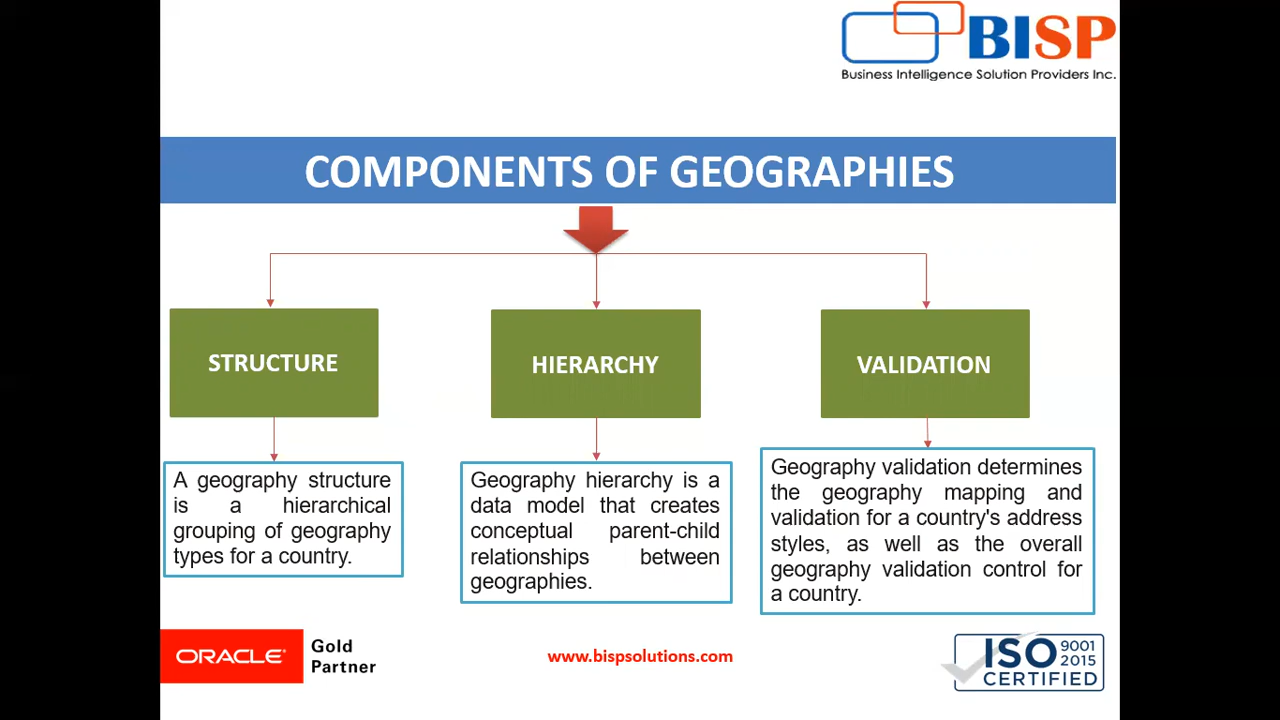 BISP
Business Intelligence Solution Providers Inc.
COMPONENTS OF GEOGRAPHIES
STRUCTURE
HIERARCHY
VALIDATION
A geography structure
is a hierarchical
grouping of geography
types for a country.
Geography hierarchy is a
data model that creates
conceptual parent-child
relationships between
geographies.
Geography validation determines
the geography mapping and
validation for a country's address
styles, as well as the overall
geography validation control for
a country.
ORACLE®
Gold
Partner
www.bispsolutions.com
ISO 9001
2015
CERTIFIED